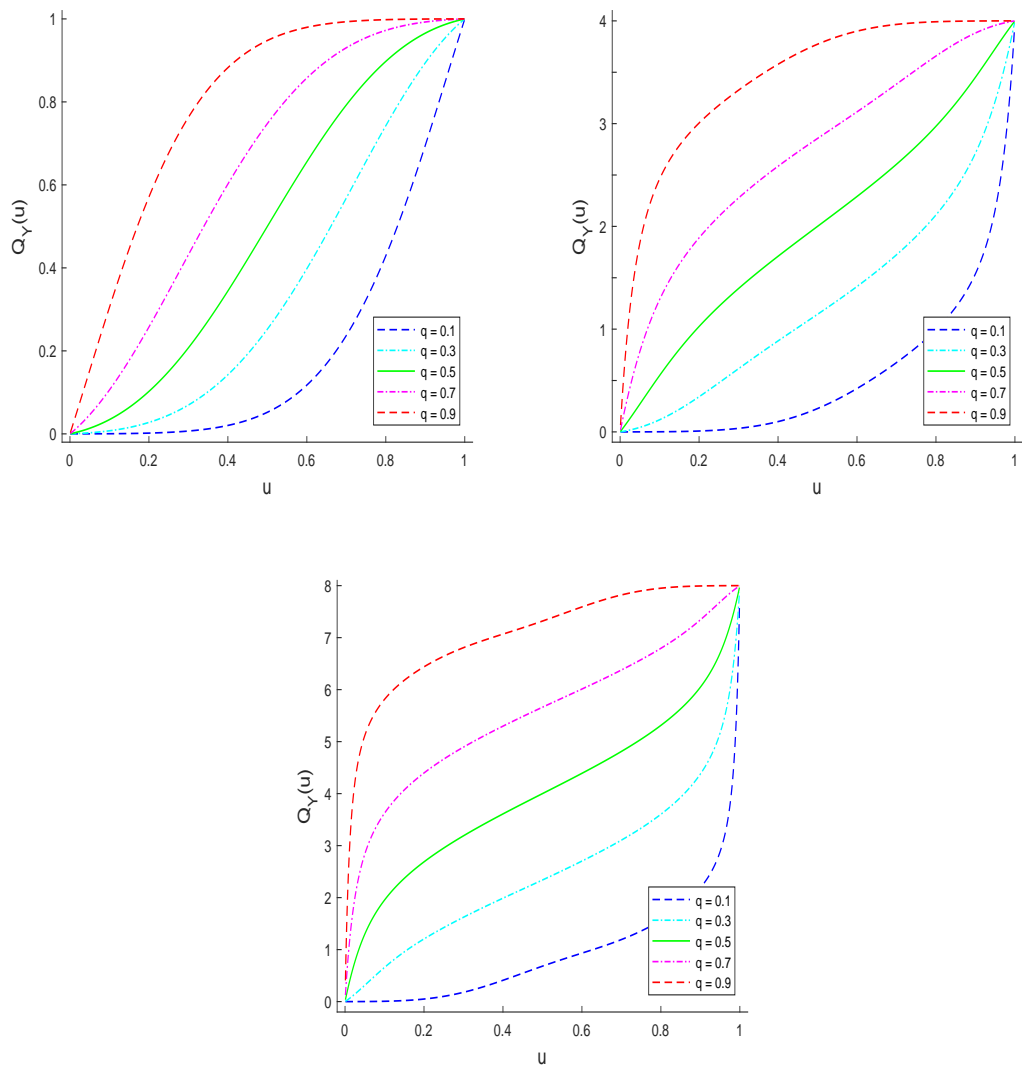 1
0.8
0.6
0.4
0.2
0
Q_Y(u)
0 0.2 0.4 0.6 0.8 1
u
q = 0.1
q = 0.3
q = 0.5
q = 0.7
q = 0.9
4
3
2
1
0
Q_Y(u)
0 0.2 0.4 0.6 0.8 1
u
q = 0.1
q = 0.3
q = 0.5
q = 0.7
q = 0.9
8
7
6
5
4
3
2
1
0
Q_Y(u)
0 0.2 0.4 0.6 0.8 1
u
q = 0.1
q = 0.3
q = 0.5
q = 0.7
q = 0.9